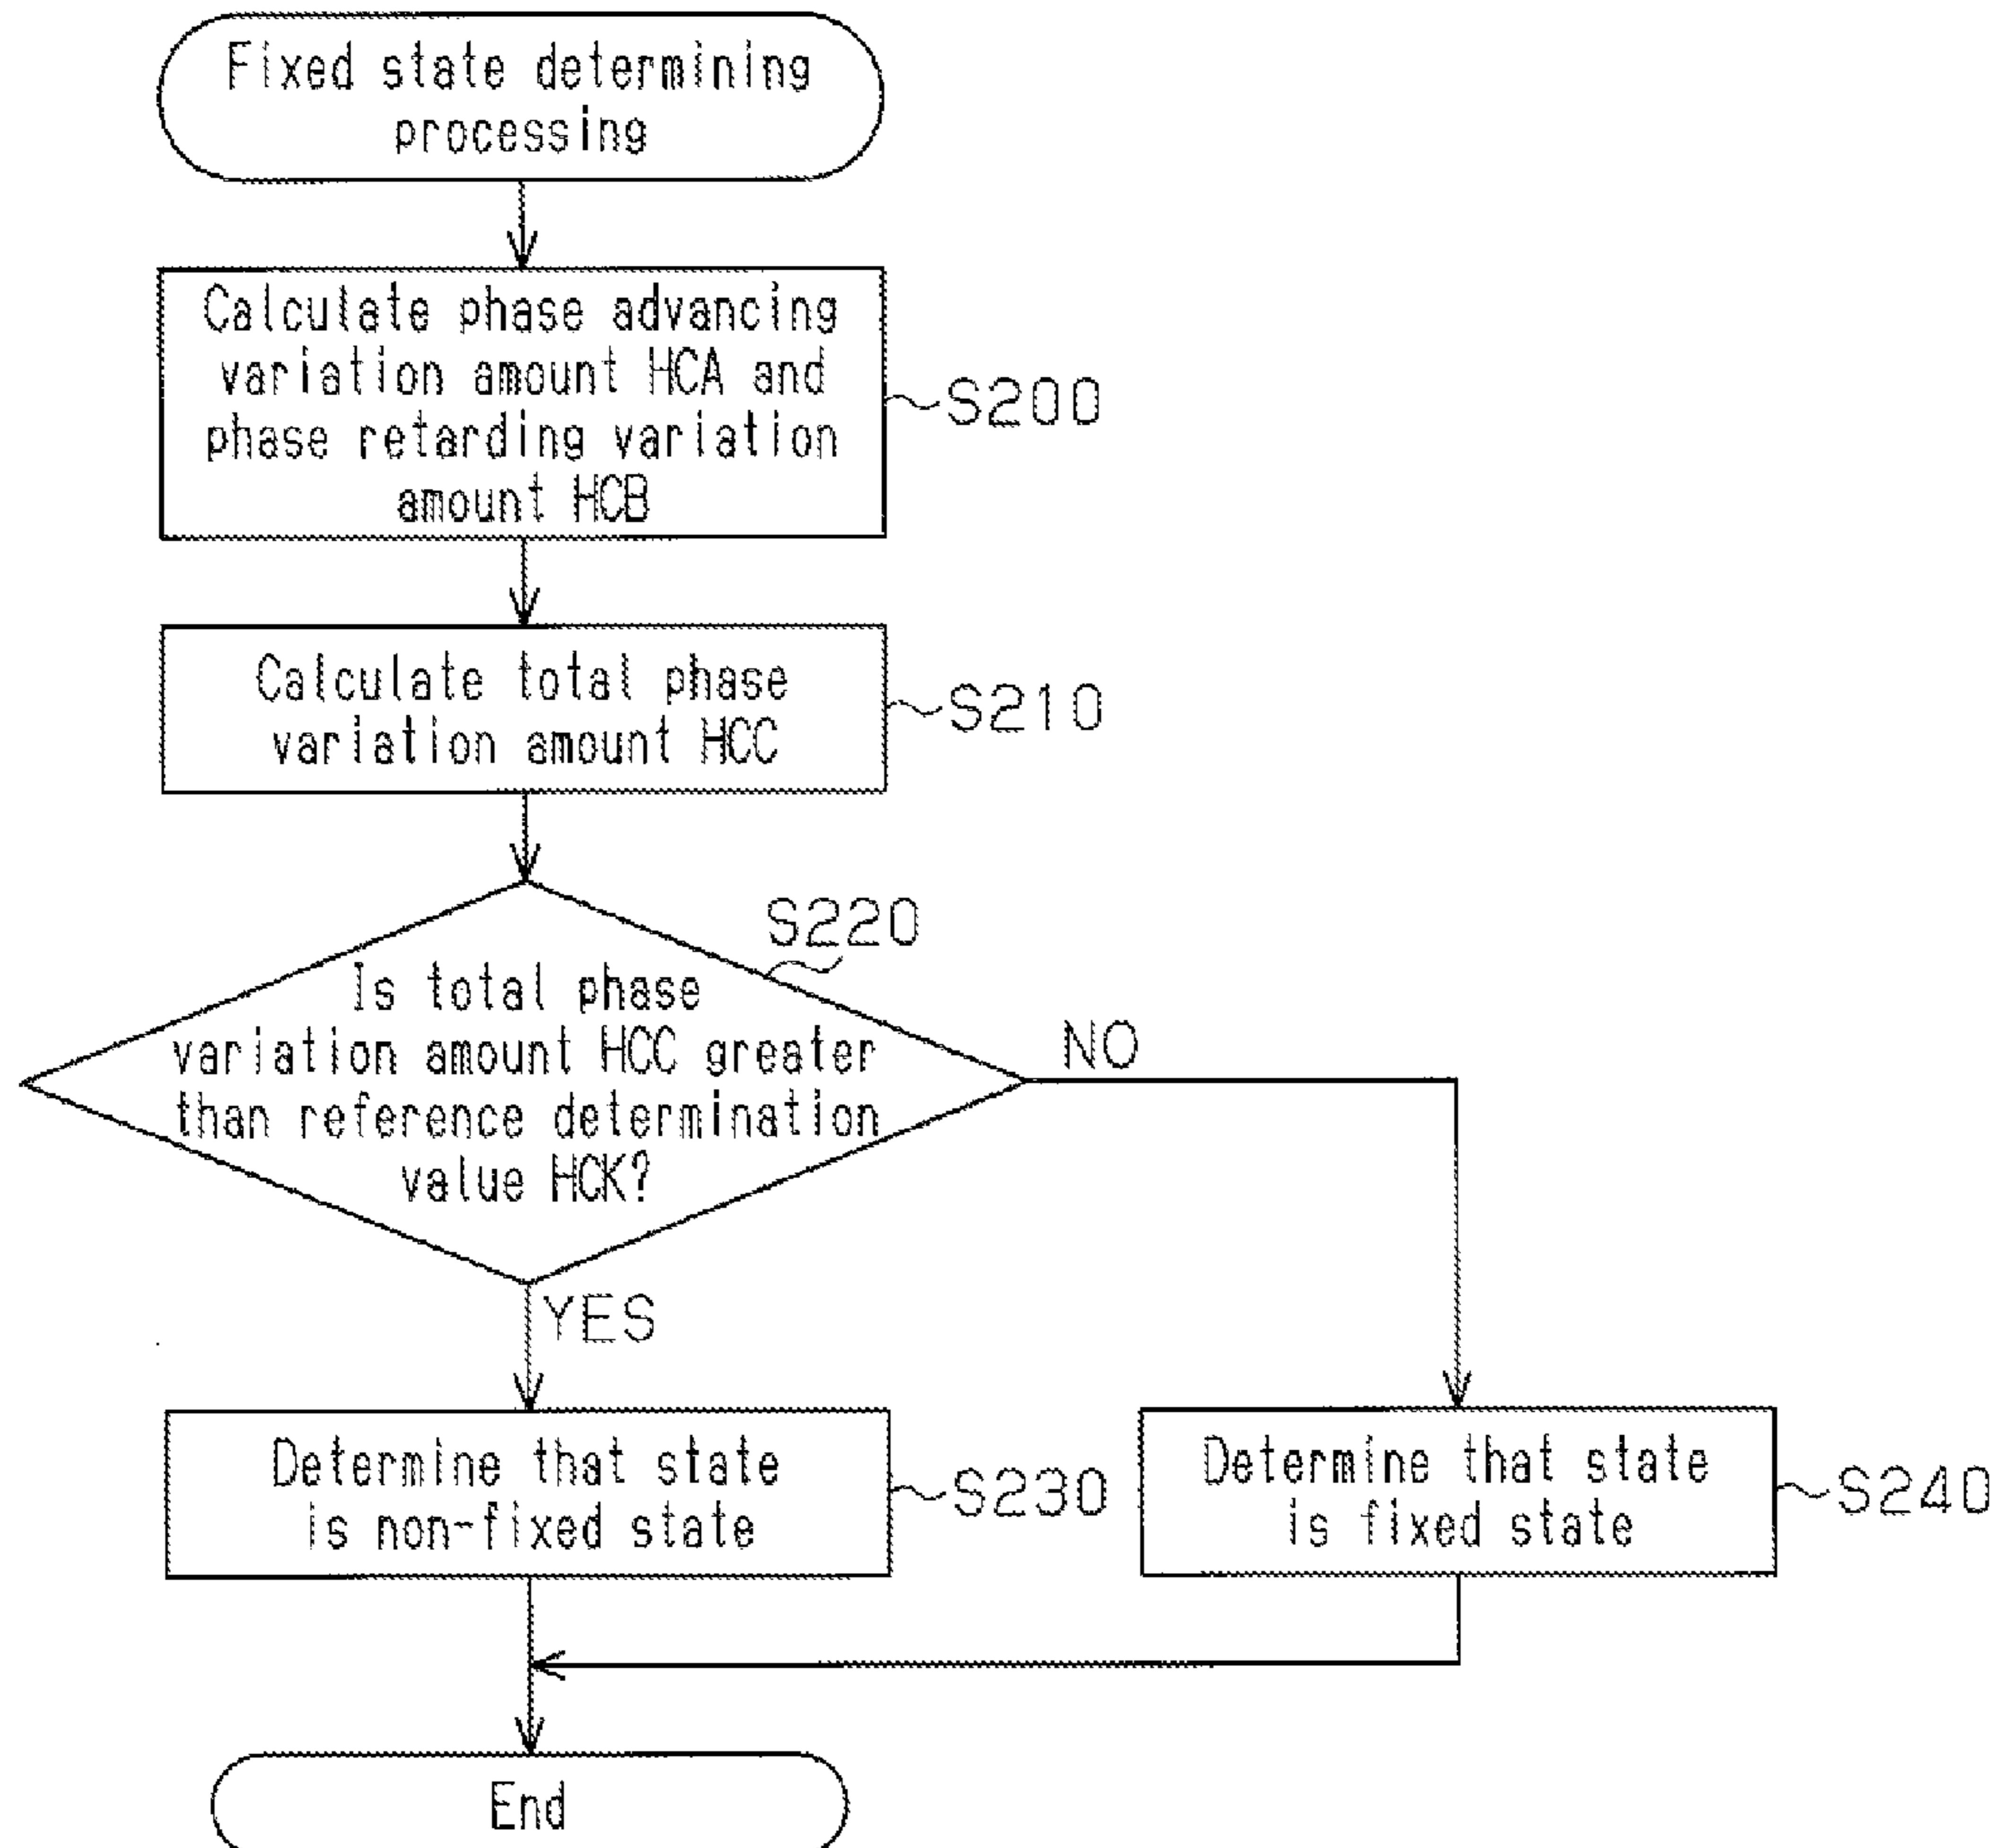 Fixed state determining
processing
Calculate phase advancing
variation amount HCA and
phase retarding variation
amount HCB
S200
Calculate total phase
variation amount HCC
S210
S220
Is total phase
variation amount HCC greater
than reference determination
value HCK?
NO
YES
Determine that state
is non-fixed state
S230
Determine that state
is fixed state
S240
End